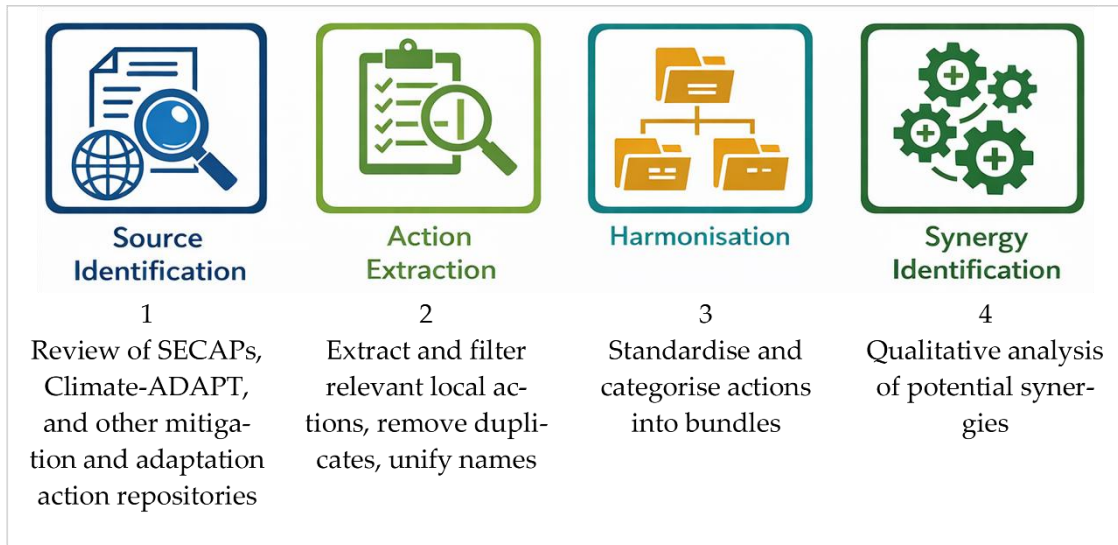 Source
Identification
1
Review of SECAPs,
Climate-ADAPT,
and other mitiga-
tion and adaptation
action repositories
Action
Extraction
2
Extract and filter
relevant local ac-
tions, remove dupli-
cates, unify names
Harmonisation
3
Standardise and
categorise actions
into bundles
Synergy
Identification
4
Qualitative analysis
of potential syner-
gies